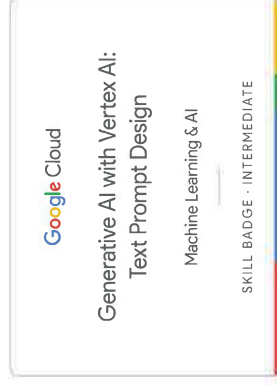 Google Cloud
Generative AI with Vertex AI:
Text Prompt Design
Machine Learning & AI
SKILL BADGE · INTERMEDIATE